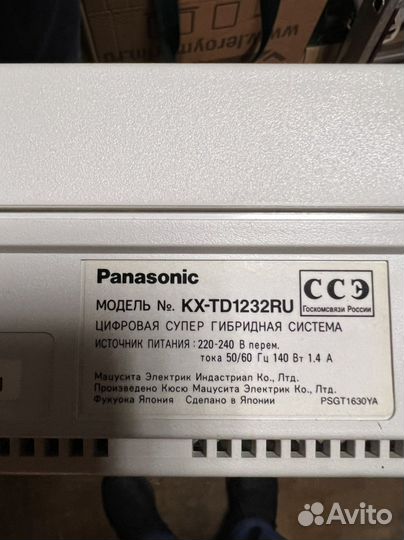 www.leroym
Panasonic
МОДЕЛЬ №. KX-TD1232RU
ССЭ
Госкомсвязи России
ЦИФРОВАЯ СУПЕР ГИБРИДНАЯ СИСТЕМА
ИСТОЧНИК ПИТАНИЯ : 220-240 В перем.
тока 50/60 Гц 140 Вт 1.4 А
Мацусита Электрик Индастриал Ко., Лтд.
Произведено Кюсю Мацусита Электрик Ко., Лтд.
Фукуока Япония Сделано в Японии
PSGT1630YA
Avito